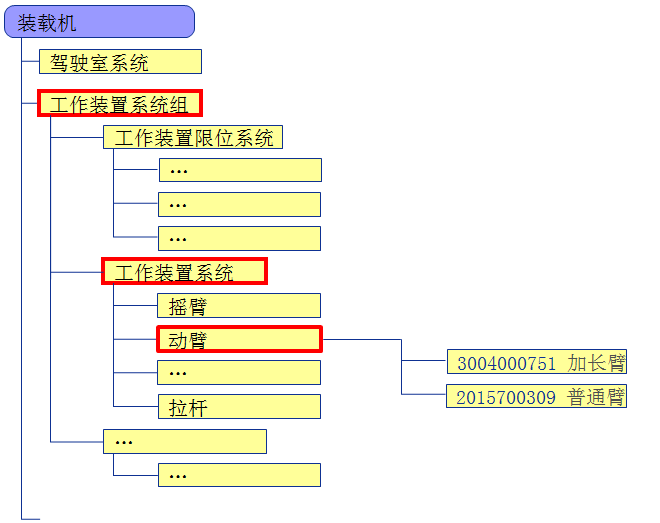 装载机
驾驶室系统
工作装置系统组
工作装置限位系统
...
...
...
工作装置系统
摇臂
动臂
3004000751 加长臂
...
2015700309 普通臂
拉杆
...
...